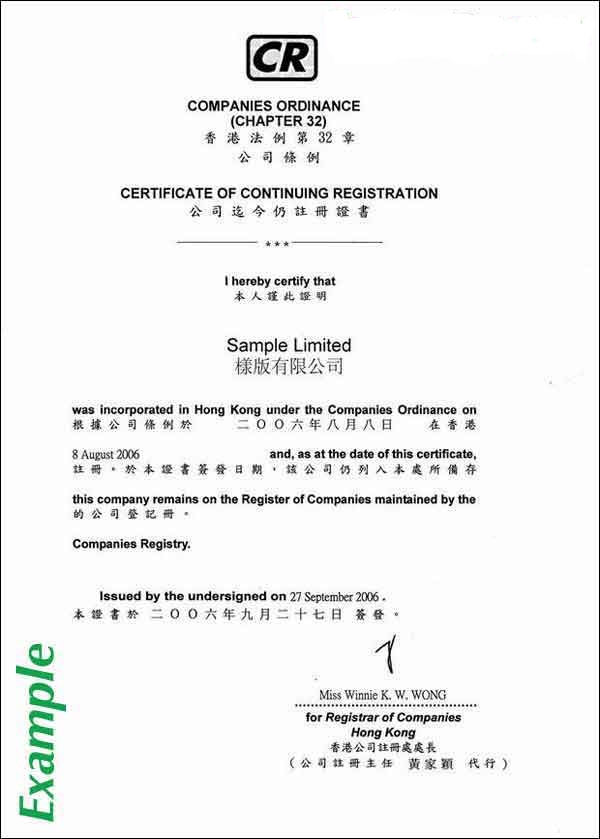 CR
COMPANIES ORDINANCE
(CHAPTER 32)
香港法例第32章
公司條例
CERTIFICATE OF CONTINUING REGISTRATION
公司迄今仍註冊證書
***
I hereby certify that
本人謹此證明
Sample Limited
樣版有限公司
was incorporated in Hong Kong under the Companies Ordinance on
根據公司條例於 二〇〇六年八月八日 在香港
8 August 2006 and, as at the date of this certificate,
註冊。於本證書簽發日期,該公司仍列入本處所備存
this company remains on the Register of Companies maintained by the
的公司登記冊。
Companies Registry.
Issued by the undersigned on 27 September 2006 .
本證書於 二〇〇六年九月二十七日 簽發。
Miss Winnie K. W. WONG
for Registrar of Companies
Hong Kong
香港公司註冊處處長
(公司註冊主任 黃家穎 代行)
Example